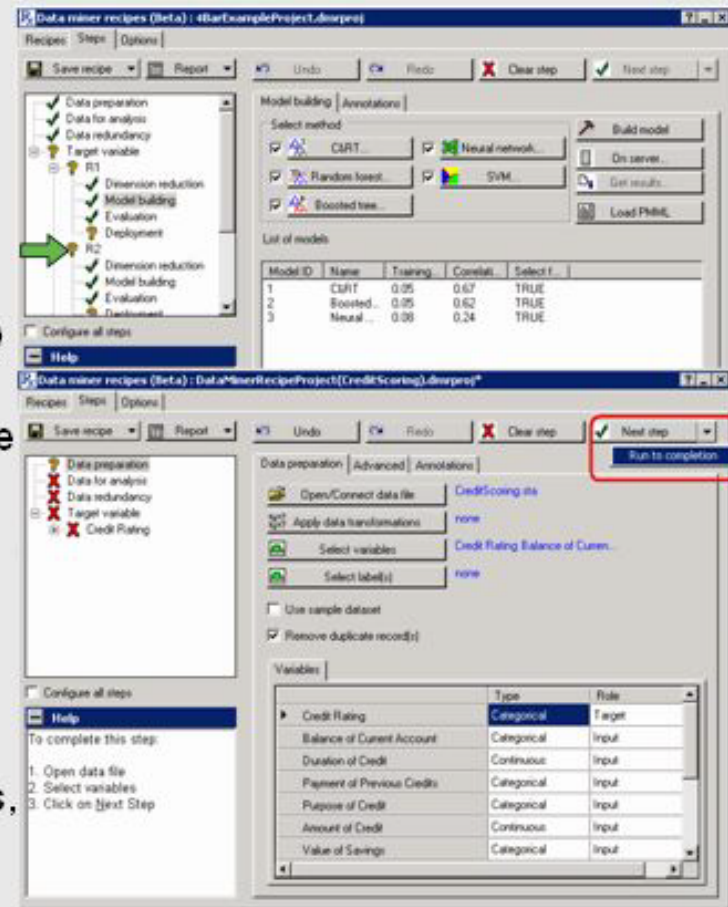 Data miner recipes (Beta) : 4BarExampleProject.dmrproj
Recipes Steps Options
Save recipe Report Undo Redo Clear step Next step
Data preparation
Data for analysis
Data redundancy
Target variable
R1
Dimension reduction
Model building
Evaluation
Deployment
R2
Dimension reduction
Model building
Evaluation
Deployment
Configure all steps
Help
Model building Annotations
Select method
C&RT... Neural network...
Random forest... SVM...
Boosted tree...
Build model
On server...
Get results...
Load PMML
List of models
Model ID Name Training... Correlati... Select f...
1 C&RT 0.05 0.67 TRUE
2 Boosted... 0.05 0.62 TRUE
3 Neural ... 0.08 0.24 TRUE
e
s,
Data miner recipes (Beta) : DataMinerRecipeProject(CreditScoring).dmrproj*
Recipes Steps Options
Save recipe Report Undo Redo Clear step Next step
Run to completion
Data preparation
Data for analysis
Data redundancy
Target variable
Credit Rating
Configure all steps
Help
To complete this step:
1. Open data file
2. Select variables
3. Click on Next Step
Data preparation Advanced Annotations
Open/Connect data file CreditScoring.sta
Apply data transformations none
Select variables Credit Rating Balance of Curren...
Select label(s) none
Use sample dataset
Remove duplicate record(s)
Variables
Type Role
Credit Rating Categorical Target
Balance of Current Account Categorical Input
Duration of Credit Continuous Input
Payment of Previous Credits Categorical Input
Purpose of Credit Categorical Input
Amount of Credit Continuous Input
Value of Savings Categorical Input